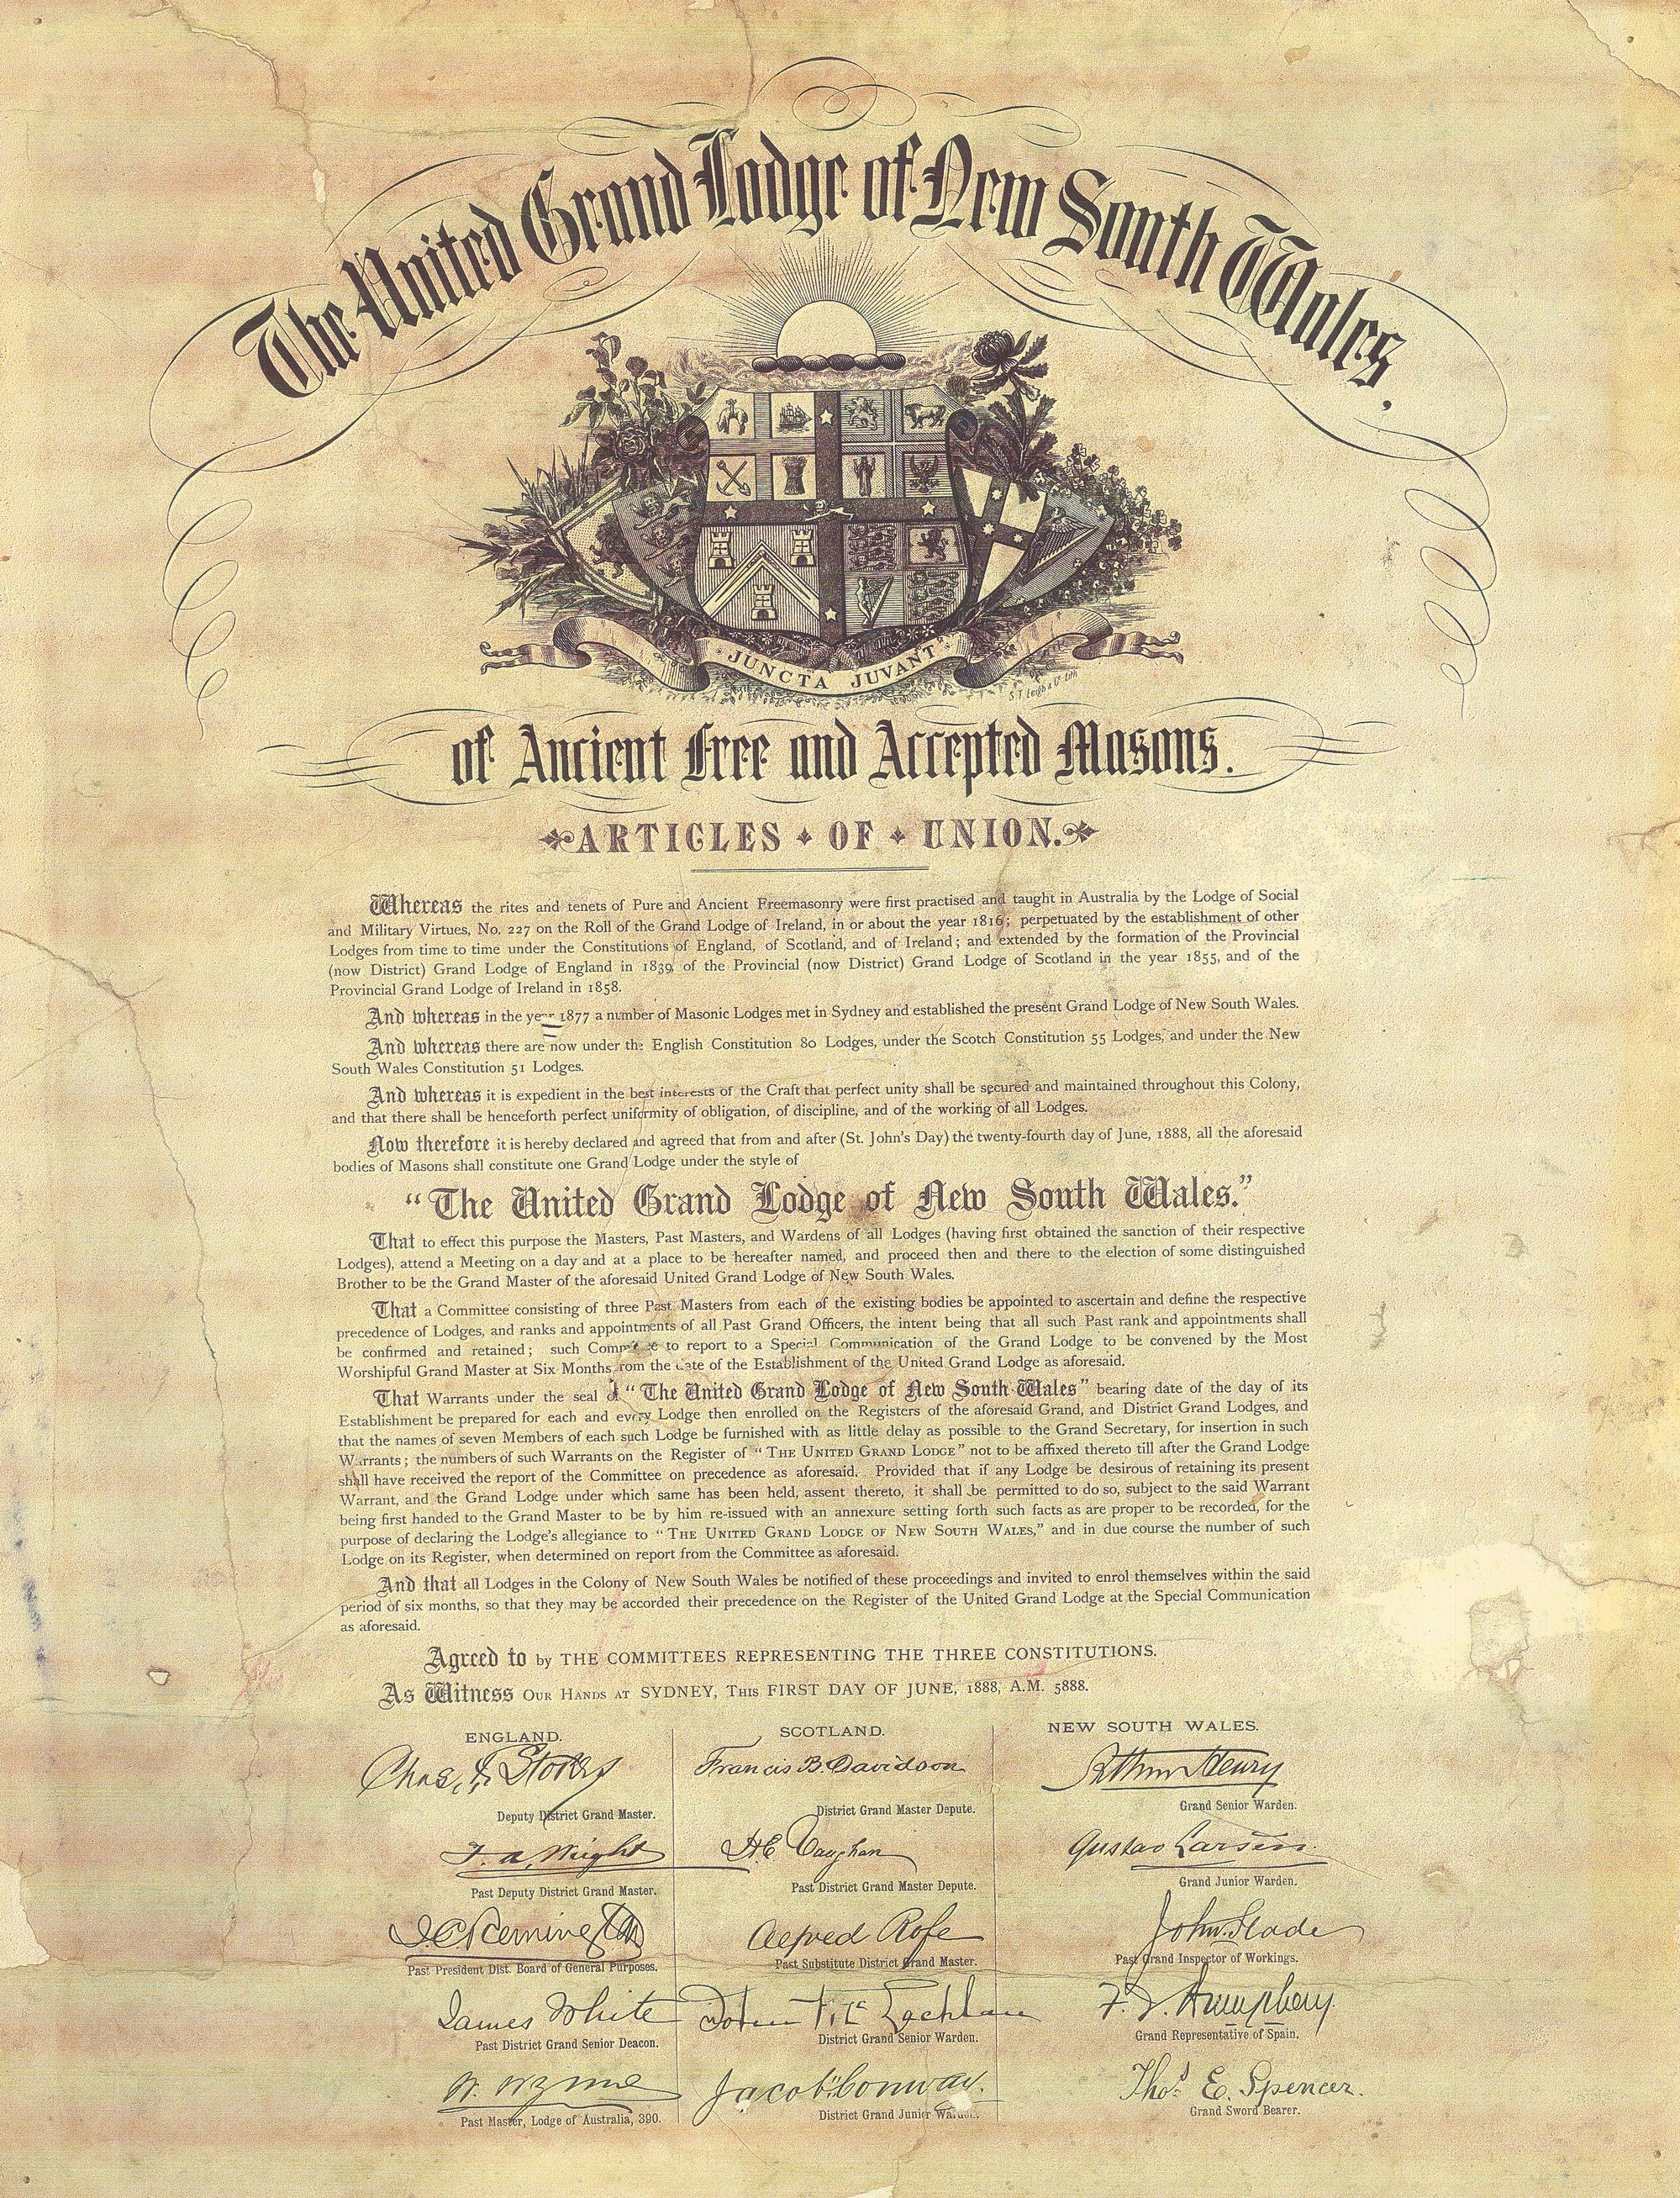 The United Grand Lodge of New South Wales.
JUNCTA JUVANT
S.T. Leigh & Co. Lith
of Ancient Free and Accepted Masons.
ARTICLES OF UNION.
Whereas the rites and tenets of Pure and Ancient Freemasonry were first practised and taught in Australia by the Lodge of Social
and Military Virtues, No. 227 on the Roll of the Grand Lodge of Ireland, in or about the year 1816; perpetuated by the establishment of other
Lodges from time to time under the Constitutions of England, of Scotland, and of Ireland; and extended by the formation of the Provincial
(now District) Grand Lodge of England in 1839, of the Provincial (now District) Grand Lodge of Scotland in the year 1855, and of the
Provincial Grand Lodge of Ireland in 1858.
And whereas in the year 1877 a number of Masonic Lodges met in Sydney and established the present Grand Lodge of New South Wales.
And whereas there are now under the English Constitution 80 Lodges, under the Scotch Constitution 55 Lodges, and under the New
South Wales Constitution 51 Lodges.
And whereas it is expedient in the best interests of the Craft that perfect unity shall be secured and maintained throughout this Colony,
and that there shall be henceforth perfect uniformity of obligation, of discipline, and of the working of all Lodges.
Now therefore it is hereby declared and agreed that from and after (St. John's Day) the twenty-fourth day of June, 1888, all the aforesaid
bodies of Masons shall constitute one Grand Lodge under the style of
"The United Grand Lodge of New South Wales."
That to effect this purpose the Masters, Past Masters, and Wardens of all Lodges (having first obtained the sanction of their respective
Lodges), attend a Meeting on a day and at a place to be hereafter named, and proceed then and there to the election of some distinguished
Brother to be the Grand Master of the aforesaid United Grand Lodge of New South Wales.
That a Committee consisting of three Past Masters from each of the existing bodies be appointed to ascertain and define the respective
precedence of Lodges, and ranks and appointments of all Past Grand Officers, the intent being that all such Past rank and appointments shall
be confirmed and retained; such Committee to report to a Special Communication of the Grand Lodge to be convened by the Most
Worshipful Grand Master at Six Months from the date of the Establishment of the United Grand Lodge as aforesaid.
That Warrants under the seal of "The United Grand Lodge of New South Wales" bearing date of the day of its
Establishment be prepared for each and every Lodge then enrolled on the Registers of the aforesaid Grand, and District Grand Lodges, and
that the names of seven Members of each such Lodge be furnished with as little delay as possible to the Grand Secretary, for insertion in such
Warrants; the numbers of such Warrants on the Register of "THE UNITED GRAND LODGE" not to be affixed thereto till after the Grand Lodge
shall have received the report of the Committee on precedence as aforesaid. Provided that if any Lodge be desirous of retaining its present
Warrant, and the Grand Lodge under which same has been held, assent thereto, it shall be permitted to do so, subject to the said Warrant
being first handed to the Grand Master to be by him re-issued with an annexure setting forth such facts as are proper to be recorded, for the
purpose of declaring the Lodge's allegiance to "THE UNITED GRAND LODGE OF NEW SOUTH WALES," and in due course the number of such
Lodge on its Register, when determined on report from the Committee as aforesaid.
And that all Lodges in the Colony of New South Wales be notified of these proceedings and invited to enrol themselves within the said
period of six months, so that they may be accorded their precedence on the Register of the United Grand Lodge at the Special Communication
as aforesaid.
Agreed to by THE COMMITTEES REPRESENTING THE THREE CONSTITUTIONS.
As Witness OUR HANDS AT SYDNEY, THIS FIRST DAY OF JUNE, 1888, A.M. 5888.
ENGLAND.
Chas. Stokes
Deputy District Grand Master.
F. A. Wright
Past Deputy District Grand Master.
J. C. Remington
Past President Dist. Board of General Purposes.
James White
Past District Grand Senior Deacon.
Past Master, Lodge of Australia, 390.
SCOTLAND.
Francis B. Davidson
District Grand Master Depute.
H C Vaughan
Past District Grand Master Depute.
Alfred Rofe
Past Substitute District Grand Master.
District Grand Senior Warden.
Jacob Conway.
District Grand Junior Warden.
NEW SOUTH WALES.
Arthur Henry
Grand Senior Warden.
Gustav Larsen.
Grand Junior Warden.
John Slade
Past Grand Inspector of Workings.
Humphery.
Grand Representative of Spain.
Thos. E. Spencer.
Grand Sword Bearer.